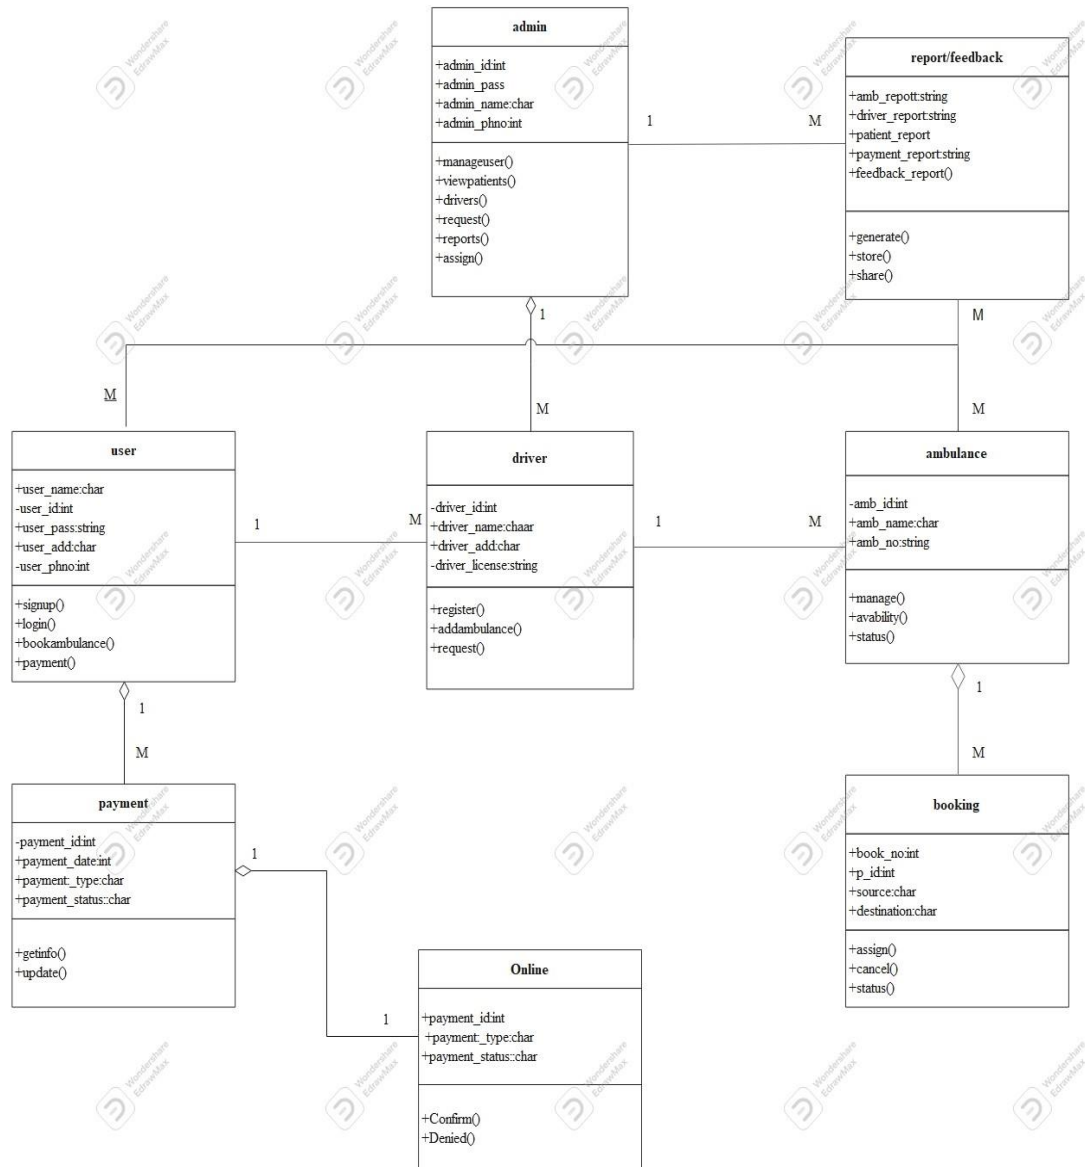 admin
+admin_id:int
+admin_pass
+admin_name:char
+admin_phno:int
+manageuser()
+viewpatients()
+drivers()
+request()
+reports()
+assign()
1
M
report/feedback
+amb_repott:string
+driver_report:string
+patient_report
+payment_report:string
+feedback_report()
+generate()
+store()
+share()
1
M
M
M
M
user
+user_name:char
-user_id:int
+user_pass:string
+user_add:char
-user_phno:int
+signup()
+login()
+bookambulance()
+payment()
1
M
driver
-driver_id:int
+driver_name:chaar
+driver_add:char
-driver_license:string
+register()
+addambulance()
+request()
1
M
ambulance
-amb_id:int
+amb_name:char
+amb_no:string
+manage()
+avability()
+status()
1
M
1
M
payment
-payment_id:int
+payment_date:int
+payment:_type:char
+payment_status::char
+getinfo()
+update()
1
1
Online
+payment_id:int
+payment:_type:char
+payment_status::char
+Confirm()
+Denied()
booking
+book_no:int
+p_id:int
+source:char
+destination:char
+assign()
+cancel()
+status()
Wondershare
EdrawMax